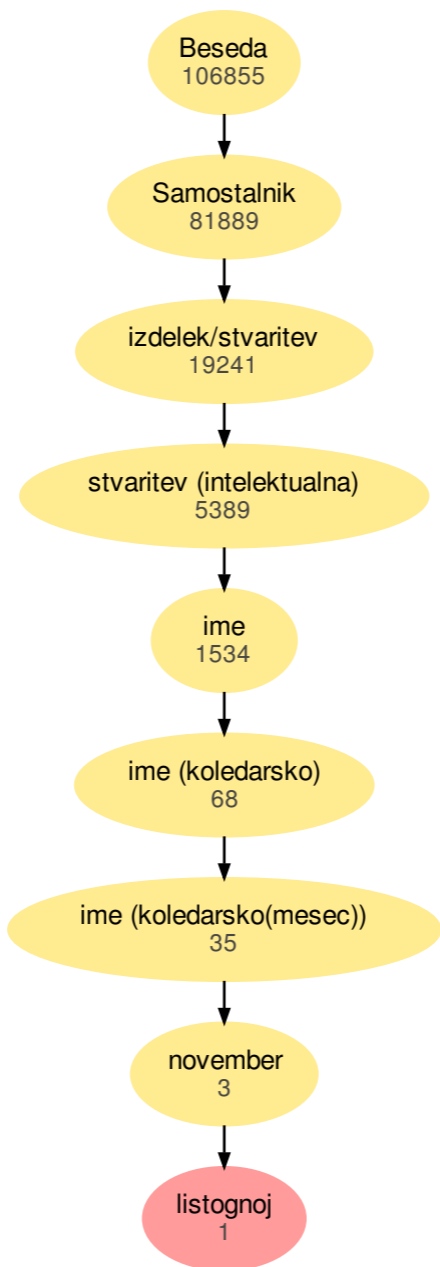 Beseda
106855
Samostalnik
81889
izdelek/stvaritev
19241
stvaritev (intelektualna)
5389
ime
1534
ime (koledarsko)
68
ime (koledarsko(mesec))
35
november
3
listognoj
1